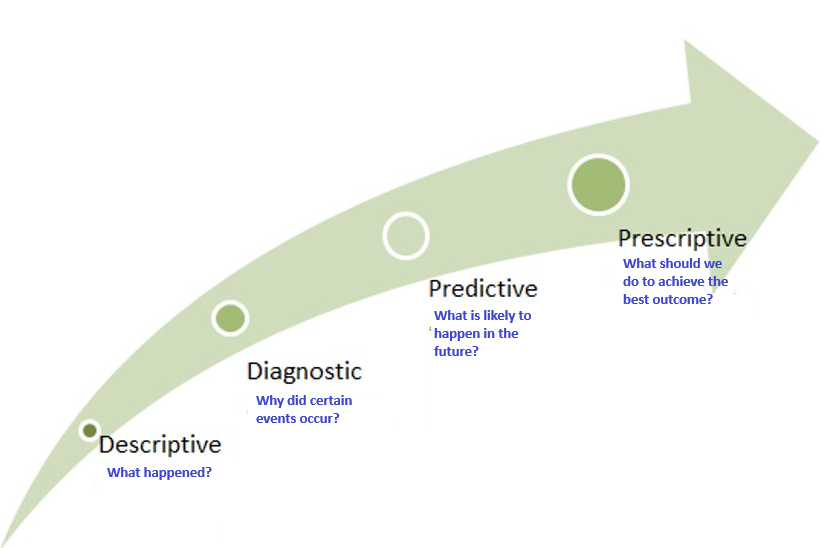 Descriptive
What happened?
Diagnostic
Why did certain
events occur?
Predictive
What is likely to
happen in the
future?
Prescriptive
What should we
do to achieve the
best outcome?